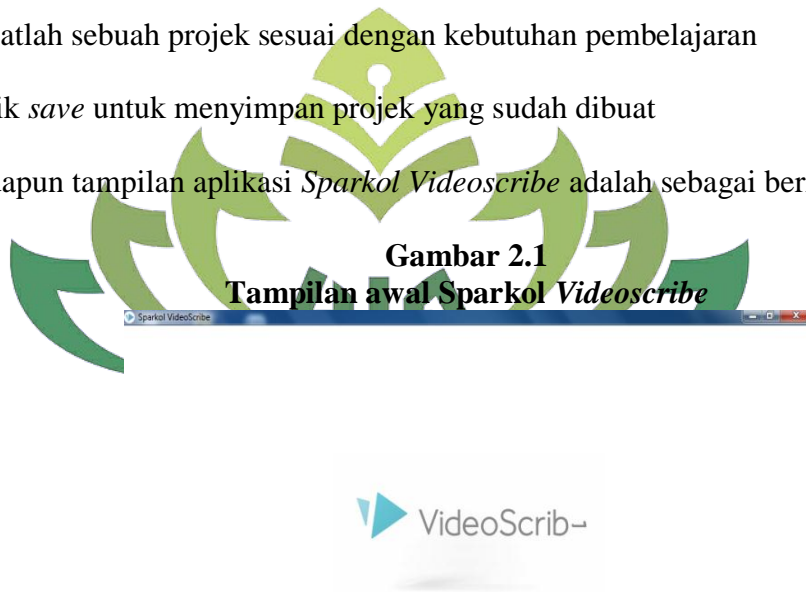 atlah sebuah projek sesuai dengan kebutuhan pembelajaran
ik save untuk menyimpan projek yang sudah dibuat
apun tampilan aplikasi Sparkol Videoscribe adalah sebagai ber
Gambar 2.1
Tampilan awal Sparkol Videoscribe
Sparkol VideoScribe
VideoScrib